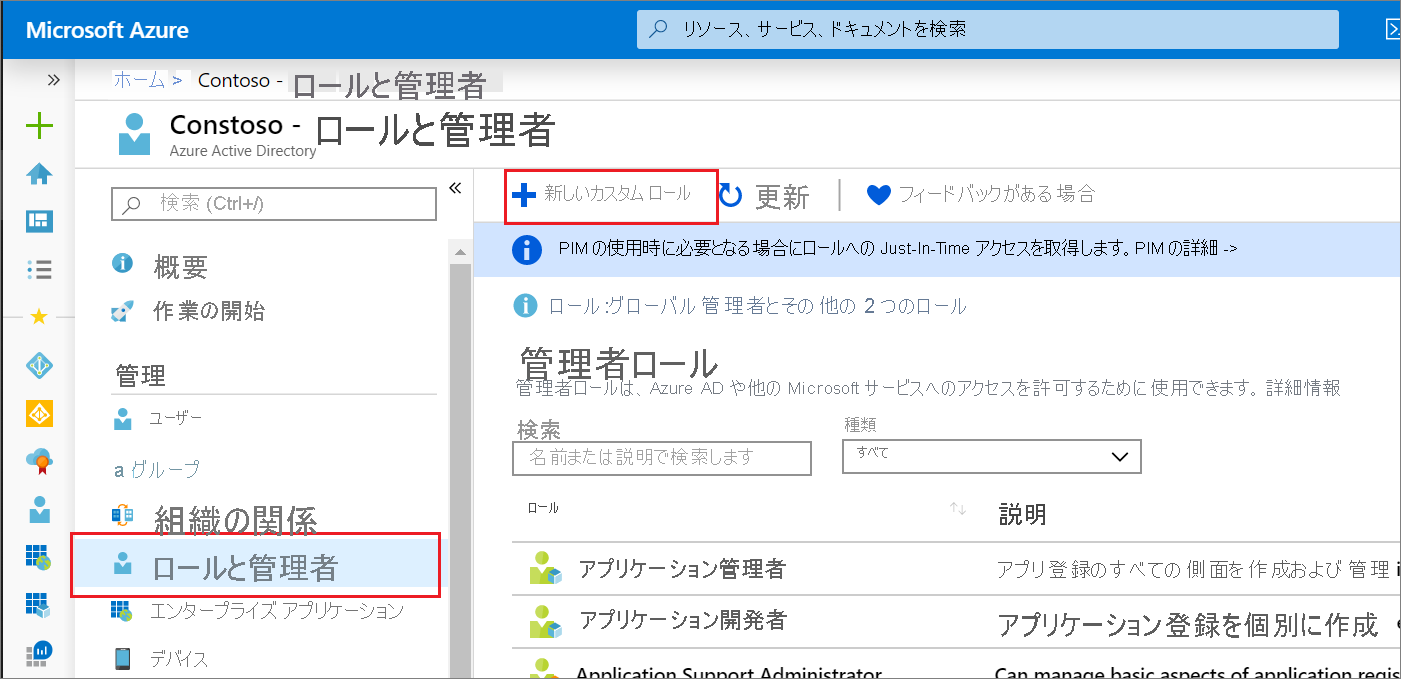 Microsoft Azure
リソース、サービス、ドキュメントを検索
ホーム > Contoso - ロールと管理者
Constoso - ロールと管理者
Azure Active Directory
検索 (Ctrl+/)
概要
作業の開始
管理
ユーザー
a グループ
組織の関係
ロールと管理者
エンタープライズ アプリケーション
デバイス
新しいカスタム ロール
更新
フィードバックがある場合
PIM の使用時に必要となる場合にロールへの Just-In-Time アクセスを取得します。PIM の詳細 ->
ロール :グローバル 管理者とその他の 2 つのロール
管理者ロール
管理者ロールは、Azure AD や他の Microsoft サービスへのアクセスを許可するために使用できます。詳細情報
検索
種類
名前または説明で検索します
すべて
ロール
説明
アプリケーション管理者
アプリ登録のすべての側面を作成および管理
アプリケーション開発者
アプリケーション登録を個別に作成
Application Support Administrator
Can manage basic aspects of application regis